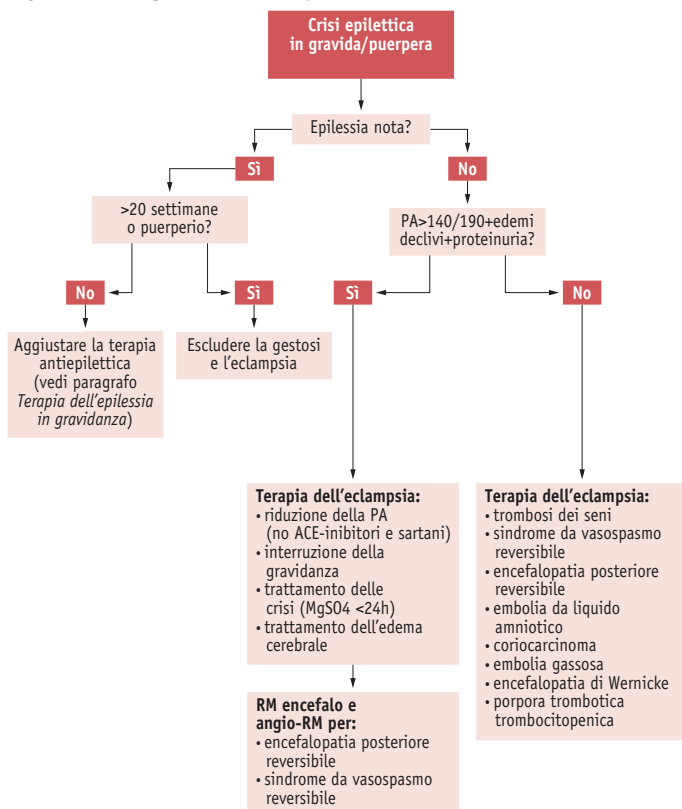 Crisi epilettica
in gravida/puerpera
Epilessia nota?
Sì
No
>20 settimane
o puerperio?
PA>140/190+edemi
declivi+proteinuria?
No
Sì
Sì
No
Aggiustare la terapia
antiepilettica
(vedi paragrafo
Terapia dell'epilessia
in gravidanza)
Escludere la gestosi
e l'eclampsia
Terapia dell'eclampsia:
• riduzione della PA
(no ACE-inibitori e sartani)
• interruzione della
gravidanza
• trattamento delle
crisi (MgSO4 <24h)
• trattamento dell'edema
cerebrale
Terapia dell'eclampsia:
• trombosi dei seni
• sindrome da vasospasmo
reversibile
• encefalopatia posteriore
reversibile
• embolia da liquido
amniotico
• coriocarcinoma
• embolia gassosa
• encefalopatia di Wernicke
• porpora trombotica
trombocitopenica
RM encefalo e
angio-RM per:
• encefalopatia posteriore
reversibile
• sindrome da vasospasmo
reversibile